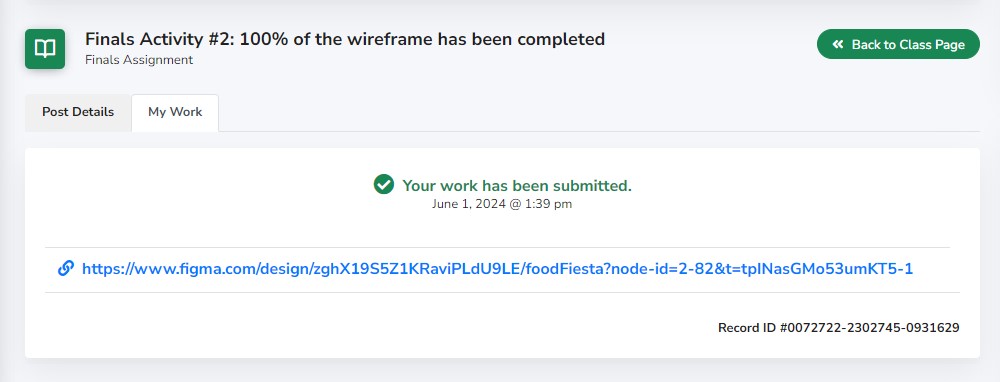 Finals Activity #2: 100% of the wireframe has been completed
Finals Assignment
Back to Class Page
Post Details
My Work
Your work has been submitted.
June 1, 2024 @ 1:39 pm
https://www.figma.com/design/zghX19S5Z1KRaviPLdU9LE/foodFiesta?node-id=2-82&t=tpINasGMo53umKT5-1
Record ID #0072722-2302745-0931629